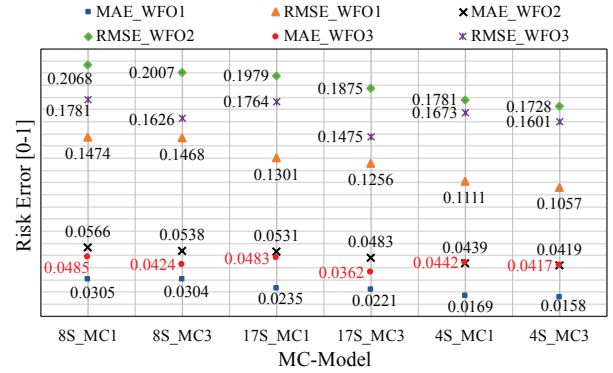 MAE_WFO1 RMSE_WFO1 MAE_WFO2
RMSE_WFO2 MAE_WFO3 RMSE_WFO3
Risk Error [0-1]
0.2068 0.2007 0.1979 0.1875 0.1781 0.1728
0.1781 0.1626 0.1764 0.1475 0.1673 0.1601
0.1474 0.1468 0.1301 0.1256 0.1111 0.1057
0.0566 0.0538 0.0531 0.0483 0.0439 0.0419
0.0485 0.0424 0.0483 0.0362 0.0442 0.0417
0.0305 0.0304 0.0235 0.0221 0.0169 0.0158
8S_MC1 8S_MC3 17S_MC1 17S_MC3 4S_MC1 4S_MC3
MC-Model